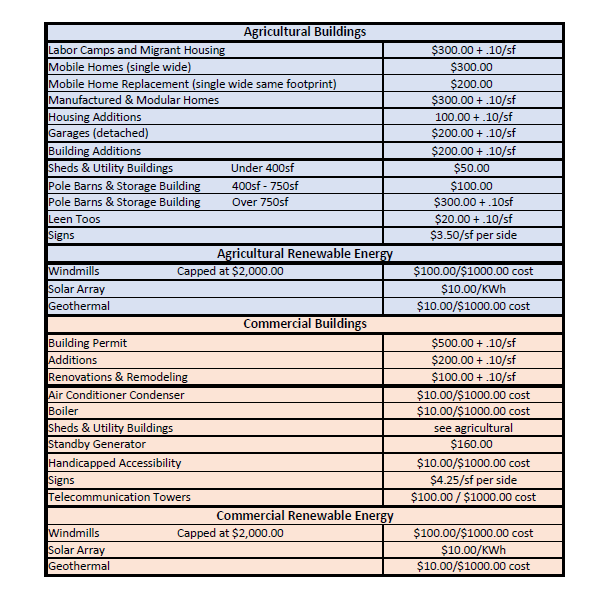 Agricultural Buildings
Labor Camps and Migrant Housing $300.00 + .10/sf
Mobile Homes (single wide) $300.00
Mobile Home Replacement (single wide same footprint) $200.00
Manufactured & Modular Homes $300.00 + .10/sf
Housing Additions 100.00 + .10/sf
Garages (detached) $200.00 + .10/sf
Building Additions $200.00 + .10/sf
Sheds & Utility Buildings Under 400sf $50.00
Pole Barns & Storage Building 400sf - 750sf $100.00
Pole Barns & Storage Building Over 750sf $300.00 + .10sf
Leen Toos $20.00 + .10/sf
Signs $3.50/sf per side
Agricultural Renewable Energy
Windmills Capped at $2,000.00 $100.00/$1000.00 cost
Solar Array $10.00/KWh
Geothermal $10.00/$1000.00 cost
Commercial Buildings
Building Permit $500.00 + .10/sf
Additions $200.00 + .10/sf
Renovations & Remodeling $100.00 + .10/sf
Air Conditioner Condenser $10.00/$1000.00 cost
Boiler $10.00/$1000.00 cost
Sheds & Utility Buildings see agricultural
Standby Generator $160.00
Handicapped Accessibility $10.00/$1000.00 cost
Signs $4.25/sf per side
Telecommunication Towers $100.00 / $1000.00 cost
Commercial Renewable Energy
Windmills Capped at $2,000.00 $100.00/$1000.00 cost
Solar Array $10.00/KWh
Geothermal $10.00/$1000.00 cost